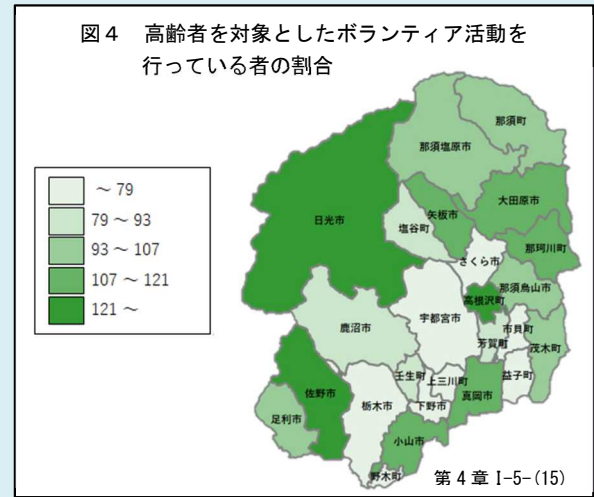 図４　高齢者を対象としたボランティア活動を
行っている者の割合
～ 79
79 ～ 93
93 ～ 107
107 ～ 121
121 ～
那須町
那須塩原市
大田原市
日光市
矢板市
塩谷町
那珂川町
さくら市
那須烏山市
高根沢町
宇都宮市
市貝町
鹿沼市
芳賀町
茂木町
壬生町
上三川町
益子町
佐野市
真岡市
栃木市
下野市
足利市
小山市
野木町
第４章 I-5-(15)